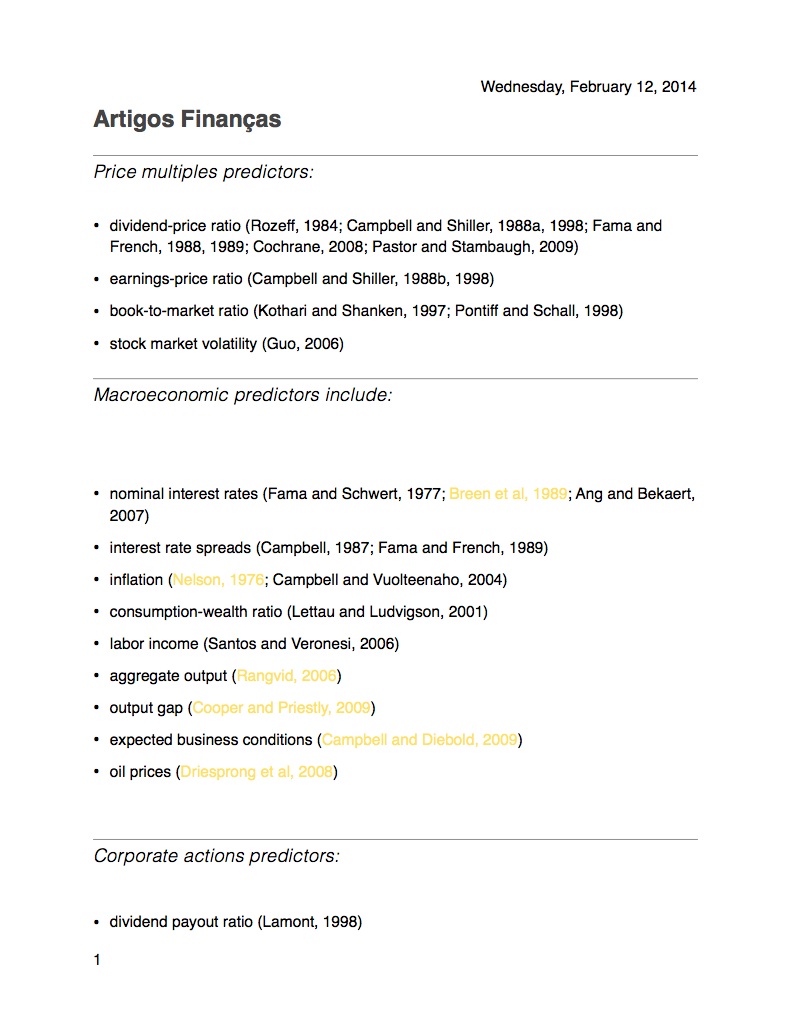 Wednesday, February 12, 2014
Artigos Finanças
Price multiples predictors:
• dividend-price ratio (Rozeff, 1984; Campbell and Shiller, 1988a, 1998; Fama and
French, 1988, 1989; Cochrane, 2008; Pastor and Stambaugh, 2009)
• earnings-price ratio (Campbell and Shiller, 1988b, 1998)
• book-to-market ratio (Kothari and Shanken, 1997; Pontiff and Schall, 1998)
• stock market volatility (Guo, 2006)
Macroeconomic predictors include:
• nominal interest rates (Fama and Schwert, 1977; Breen et al, 1989; Ang and Bekaert,
2007)
• interest rate spreads (Campbell, 1987; Fama and French, 1989)
• inflation (Nelson, 1976; Campbell and Vuolteenaho, 2004)
• consumption-wealth ratio (Lettau and Ludvigson, 2001)
• labor income (Santos and Veronesi, 2006)
• aggregate output (Rangvid, 2006)
• output gap (Cooper and Priestly, 2009)
• expected business conditions (Campbell and Diebold, 2009)
• oil prices (Driesprong et al, 2008)
Corporate actions predictors:
• dividend payout ratio (Lamont, 1998)
1